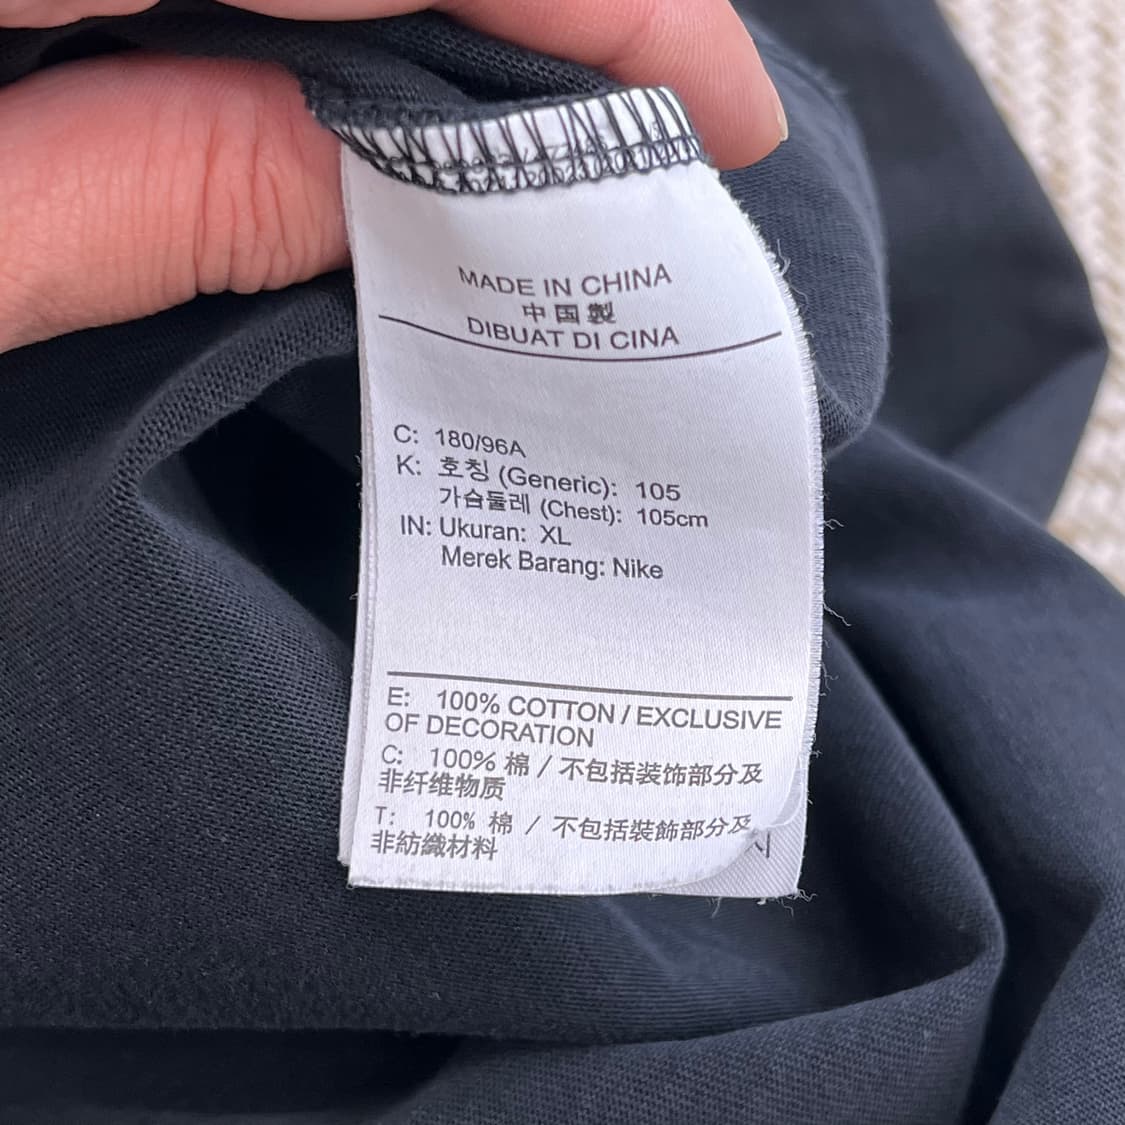 MADE IN CHINA
中国製
DIBUAT DI CINA
C: 180/96A
K: 호칭 (Generic): 105
가슴둘레 (Chest): 105cm
IN: Ukuran: XL
Merek Barang: Nike
E: 100% COTTON / EXCLUSIVE
OF DECORATION
C: 100% 棉 / 不包括装饰部分及
非纤维物质
T: 100% 棉 / 不包括裝飾部分及
非紡織材料